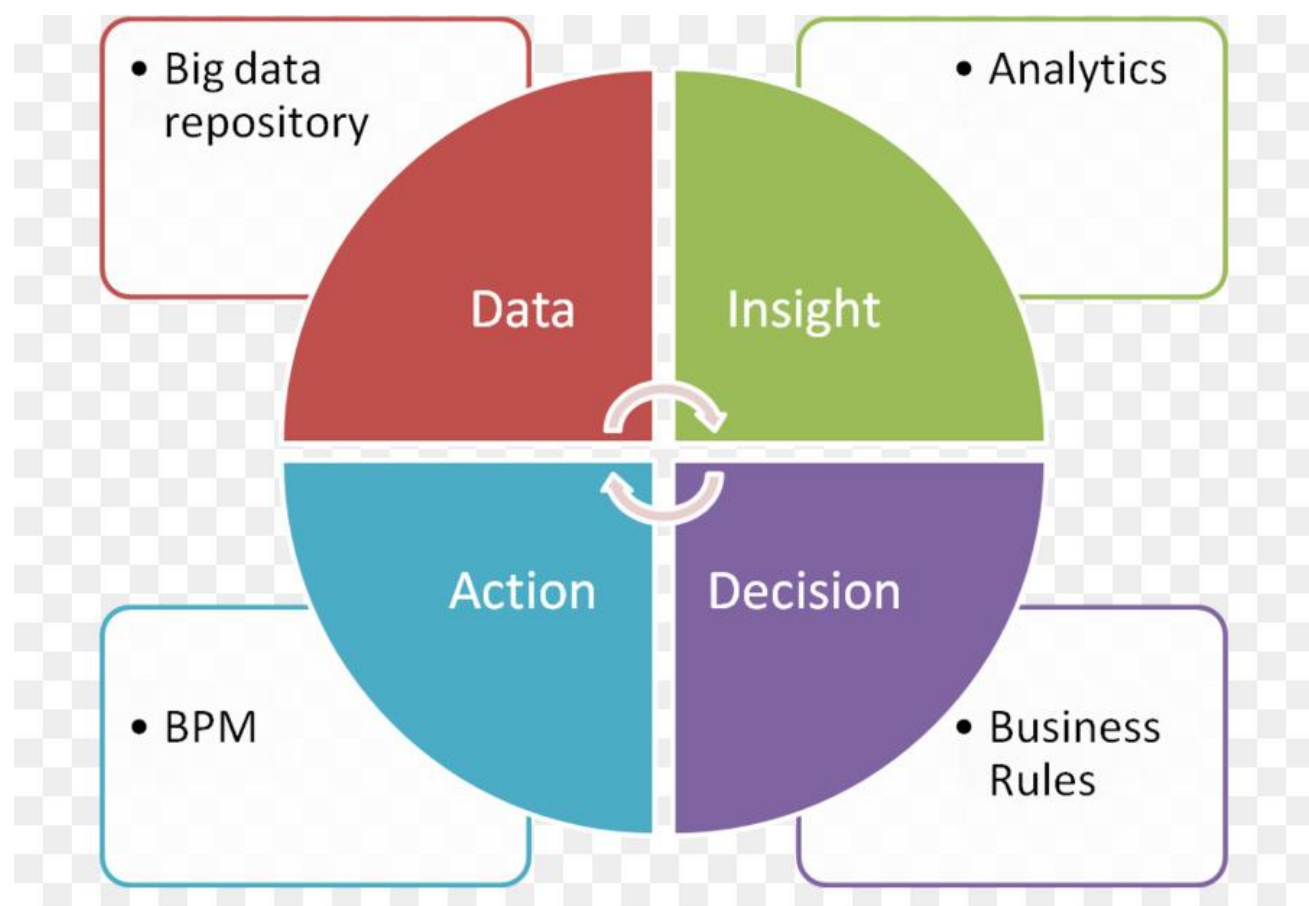 • Big data
repository
• Analytics
Data
Insight
Action
Decision
• BPM
• Business
Rules